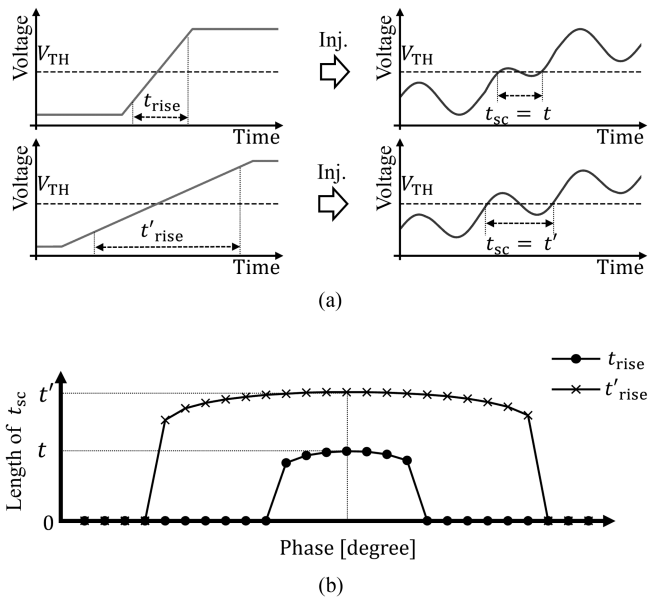 Voltage
V_TH
t_rise
Time
Inj.
Voltage
V_TH
t_sc = t
Time
Voltage
V_TH
t′_rise
Time
Inj.
Voltage
V_TH
t_sc = t′
Time
(a)
t_rise
t′_rise
Length of t_sc
t′
t
0
Phase [degree]
(b)